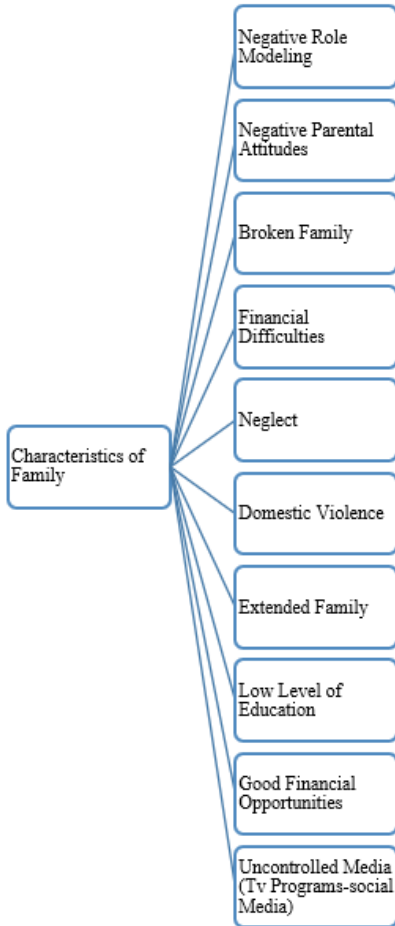 Negative Role
Modeling
Negative Parental
Attitudes
Broken Family
Financial
Difficulties
Neglect
Characteristics of
Family
Domestic Violence
Extended Family
Low Level of
Education
Good Financial
Opportunities
Uncontrolled Media
(Tv Programs-social
Media)